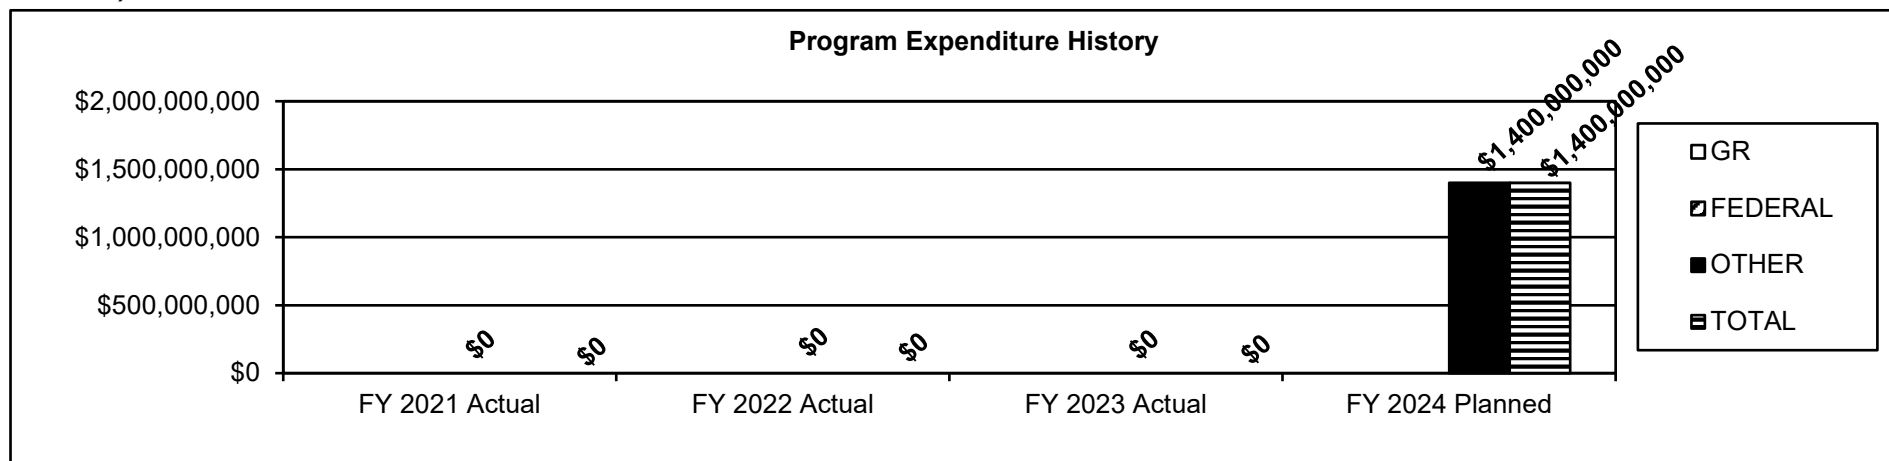 Program Expenditure History
$2,000,000,000
$1,500,000,000
$1,000,000,000
$500,000,000
$0
$0
$0
$0
$0
$0
$0
$1,400,000,000
$1,400,000,000
FY 2021 Actual
FY 2022 Actual
FY 2023 Actual
FY 2024 Planned
GR
FEDERAL
OTHER
TOTAL